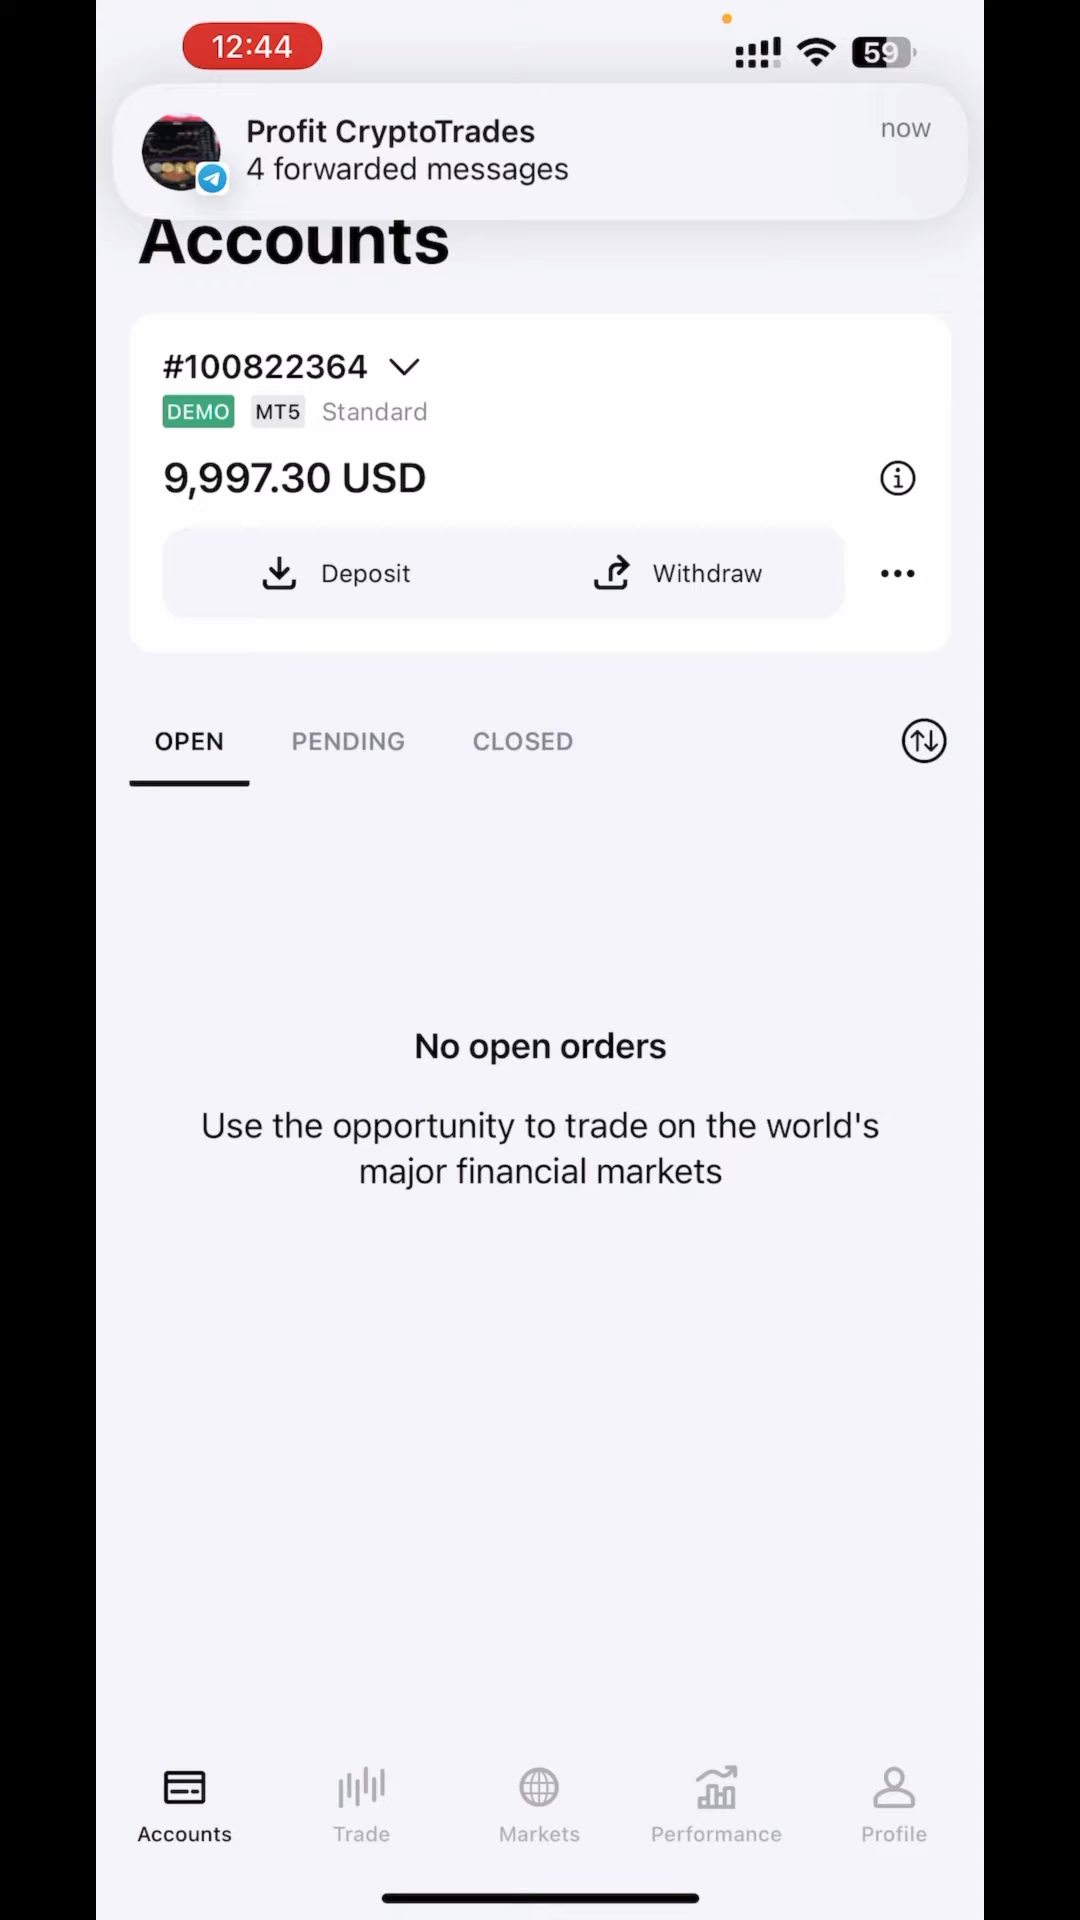 12:44
59
Profit CryptoTrades
now
4 forwarded messages
Accounts
#100822364
DEMO MT5 Standard
9,997.30 USD
Deposit Withdraw
OPEN PENDING CLOSED
No open orders
Use the opportunity to trade on the world's
major financial markets
Accounts Trade Markets Performance Profile